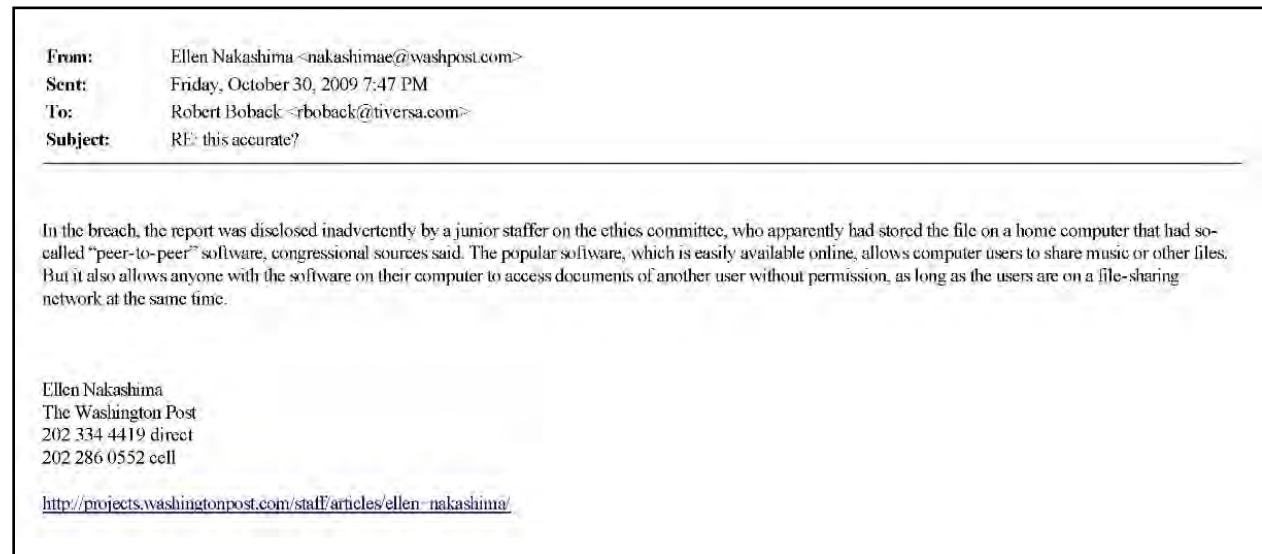 From: Ellen Nakashima <nakashimae@washpost.com>
Sent: Friday, October 30, 2009 7:47 PM
To: Robert Boback <rboback@tiversa.com>
Subject: RE: this accurate?
In the breach, the report was disclosed inadvertently by a junior staffer on the ethics committee, who apparently had stored the file on a home computer that had so-
called “peer-to-peer” software, congressional sources said. The popular software, which is easily available online, allows computer users to share music or other files.
But it also allows anyone with the software on their computer to access documents of another user without permission, as long as the users are on a file-sharing
network at the same time.
Ellen Nakashima
The Washington Post
202 334 4419 direct
202 286 0552 cell
http://projects.washingtonpost.com/staff/articles/ellen-nakashima/